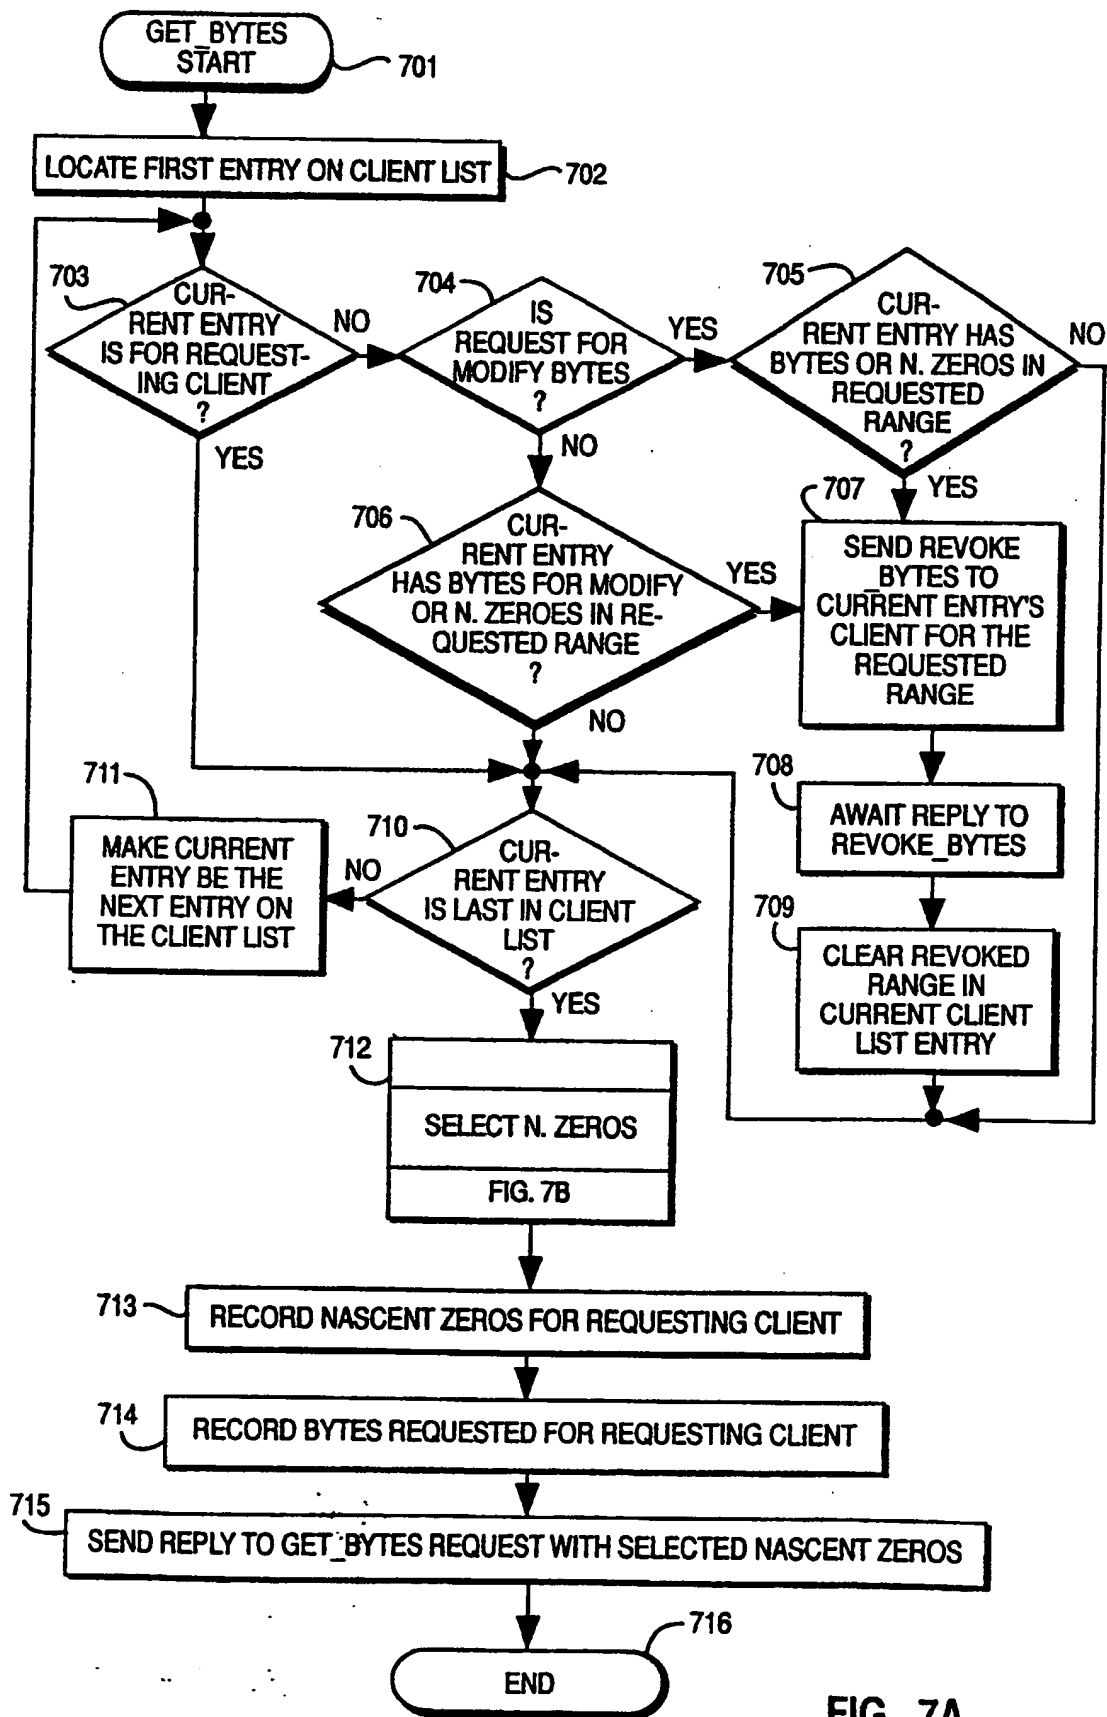 GET_BYTES
START
701
LOCATE FIRST ENTRY ON CLIENT LIST
702
703
CUR-
RENT ENTRY
IS FOR REQUEST-
ING CLIENT
?
NO
YES
704
IS
REQUEST FOR
MODIFY BYTES
?
YES
NO
705
CUR-
RENT ENTRY HAS
BYTES OR N. ZEROS IN
REQUESTED
RANGE
?
NO
YES
706
CUR-
RENT ENTRY
HAS BYTES FOR MODIFY
OR N. ZEROES IN RE-
QUESTED RANGE
?
YES
NO
707
SEND REVOKE
_BYTES TO
CURRENT ENTRY'S
CLIENT FOR THE
REQUESTED
RANGE
708
AWAIT REPLY TO
REVOKE_BYTES
709
CLEAR REVOKED
RANGE IN
CURRENT CLIENT
LIST ENTRY
710
CUR-
RENT ENTRY
IS LAST IN CLIENT
LIST
?
NO
YES
711
MAKE CURRENT
ENTRY BE THE
NEXT ENTRY ON
THE CLIENT LIST
712
SELECT N. ZEROS
FIG. 7B
713
RECORD NASCENT ZEROS FOR REQUESTING CLIENT
714
RECORD BYTES REQUESTED FOR REQUESTING CLIENT
715
SEND REPLY TO GET_BYTES REQUEST WITH SELECTED NASCENT ZEROS
716
END
FIG. 7A